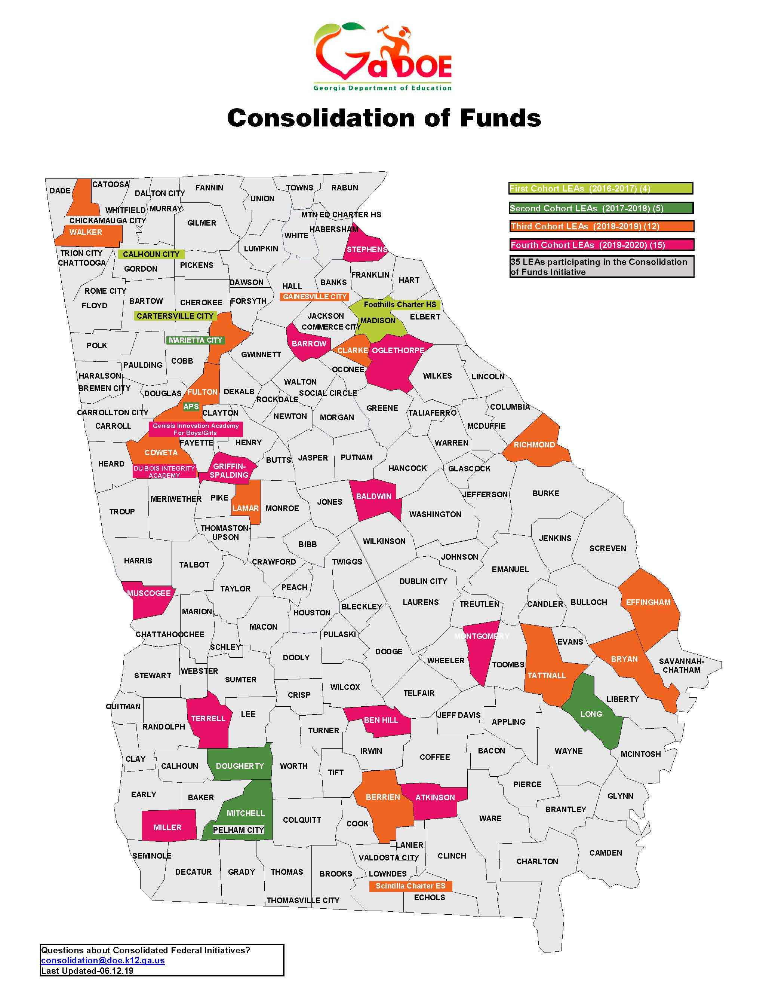 GaDOE
Georgia Department of Education
Consolidation of Funds
First Cohort LEAs (2016-2017) (4)
Second Cohort LEAs (2017-2018) (5)
Third Cohort LEAs (2018-2019) (12)
Fourth Cohort LEAs (2019-2020) (15)
35 LEAs participating in the Consolidation
of Funds Initiative
DADE
CATOOSA
DALTON CITY
FANNIN
UNION
TOWNS
RABUN
WHITFIELD
MURRAY
MTN ED CHARTER HS
CHICKAMAUGA CITY
GILMER
WALKER
WHITE
HABERSHAM
LUMPKIN
STEPHENS
TRION CITY
CHATTOOGA
CALHOUN CITY
GORDON
PICKENS
DAWSON
HALL
BANKS
FRANKLIN
HART
ROME CITY
GAINESVILLE CITY
FLOYD
BARTOW
CHEROKEE
FORSYTH
Foothills Charter HS
CARTERSVILLE CITY
JACKSON
MADISON
ELBERT
COMMERCE CITY
POLK
MARIETTA CITY
BARROW
CLARKE
OGLETHORPE
GWINNETT
COBB
PAULDING
OCONEE
HARALSON
BREMEN CITY
WALTON
WILKES
LINCOLN
DOUGLAS
FULTON
DEKALB
SOCIAL CIRCLE
ROCKDALE
APS
GREENE
COLUMBIA
CARROLLTON CITY
CLAYTON
NEWTON
MORGAN
TALIAFERRO
CARROLL
Genisis Innovation Academy
For Boys/Girls
MCDUFFIE
FAYETTE
HENRY
WARREN
RICHMOND
COWETA
HEARD
BUTTS
JASPER
PUTNAM
DU BOIS INTEGRITY
ACADEMY
GRIFFIN-
SPALDING
HANCOCK
GLASCOCK
MERIWETHER
PIKE
BALDWIN
JEFFERSON
BURKE
TROUP
LAMAR
MONROE
JONES
WASHINGTON
THOMASTON-
UPSON
BIBB
WILKINSON
JENKINS
SCREVEN
HARRIS
TALBOT
CRAWFORD
TWIGGS
JOHNSON
EMANUEL
MUSCOGEE
TAYLOR
PEACH
DUBLIN CITY
MARION
HOUSTON
BLECKLEY
LAURENS
TREUTLEN
CANDLER
BULLOCH
EFFINGHAM
MACON
CHATTAHOOCHEE
PULASKI
MONTGOMERY
SCHLEY
DOOLY
DODGE
EVANS
WHEELER
TOOMBS
BRYAN
SAVANNAH-
CHATHAM
STEWART
WEBSTER
SUMTER
WILCOX
TATTNALL
CRISP
TELFAIR
LIBERTY
QUITMAN
TERRELL
LEE
BEN HILL
JEFF DAVIS
APPLING
LONG
RANDOLPH
TURNER
IRWIN
COFFEE
BACON
WAYNE
MCINTOSH
CLAY
CALHOUN
DOUGHERTY
WORTH
TIFT
PIERCE
EARLY
BAKER
BERRIEN
ATKINSON
GLYNN
MITCHELL
COLQUITT
COOK
WARE
BRANTLEY
MILLER
PELHAM CITY
LANIER
SEMINOLE
VALDOSTA CITY
CLINCH
CHARLTON
CAMDEN
DECATUR
GRADY
THOMAS
BROOKS
LOWNDES
Scintilla Charter ES
ECHOLS
THOMASVILLE CITY
Questions about Consolidated Federal Initiatives?
consolidation@doe.k12.ga.us
Last Updated-06.12.19